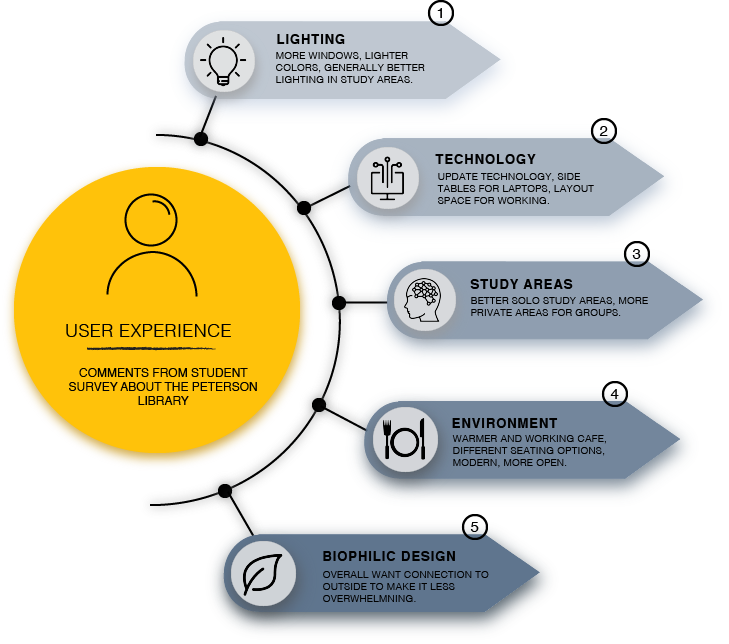 1
LIGHTING
MORE WINDOWS, LIGHTER
COLORS, GENERALLY BETTER
LIGHTING IN STUDY AREAS.
2
TECHNOLOGY
UPDATE TECHNOLOGY, SIDE
TABLES FOR LAPTOPS, LAYOUT
SPACE FOR WORKING.
3
STUDY AREAS
BETTER SOLO STUDY AREAS, MORE
PRIVATE AREAS FOR GROUPS.
USER EXPERIENCE
COMMENTS FROM STUDENT
SURVEY ABOUT THE PETERSON
LIBRARY
4
ENVIRONMENT
WARMER AND WORKING CAFE,
DIFFERENT SEATING OPTIONS,
MODERN, MORE OPEN.
5
BIOPHILIC DESIGN
OVERALL WANT CONNECTION TO
OUTSIDE TO MAKE IT LESS
OVERWHELMNING.